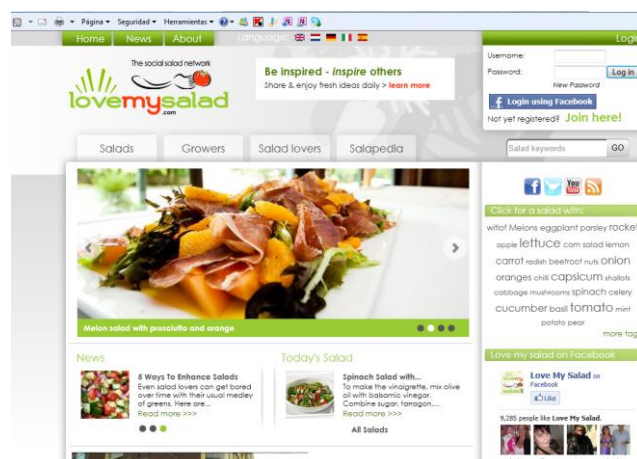 Página
Seguridad
Herramientas
Home
News
About
Language:
Login
The social salad network
lovemysalad
.com
Be inspired - inspire others
Share & enjoy fresh ideas daily > learn more
Username:
Password:
Log in
New Password
Login using Facebook
Not yet registered? Join here!
Salads
Growers
Salad lovers
Salapedia
Salad keywords
GO
You
Click for a salad with:
witlof Melons eggplant parsley rocket
apple lettuce corn salad lemon
carrot radish beetroot nuts onion
oranges chili capsicum shallots
cabbage mushrooms spinach celery
cucumber basil tomato mint
potato pear
more tag
Melon salad with prosciutto and orange
News
5 Ways To Enhance Salads
Even salad lovers can get bored
over time with their usual medley
of greens. Here are...
Read more >>>
Today's Salad
Spinach Salad with...
To make the vinaigrette, mix olive
oil with balsamic vinegar.
Combine sugar, tarragon,...
Read more >>>
All Salads
Love my salad on Facebook
Love My Salad on
Facebook
Like
9,285 people like Love My Salad.